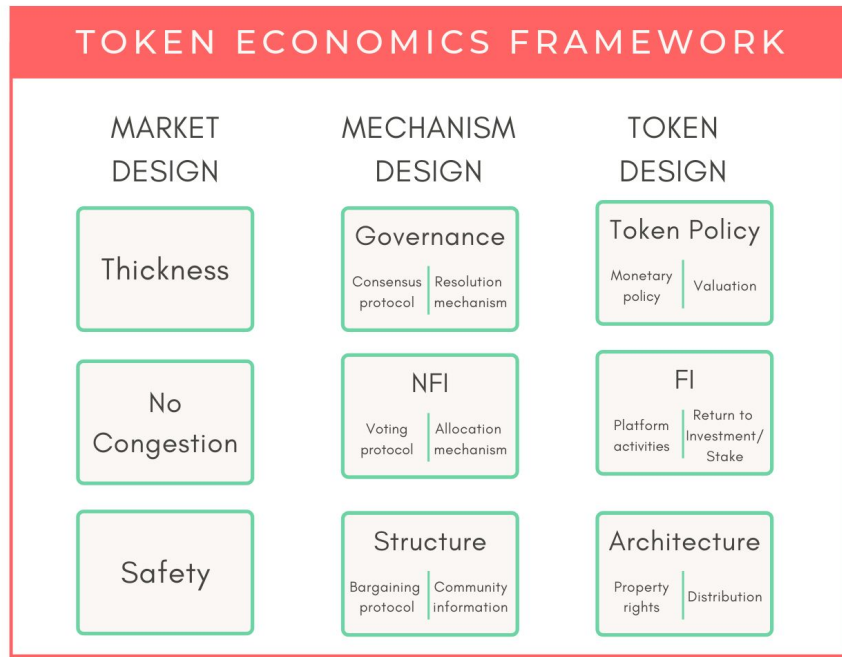 TOKEN ECONOMICS FRAMEWORK
MARKET
DESIGN
Thickness
No
Congestion
Safety
MECHANISM
DESIGN
Governance
Consensus
protocol
Resolution
mechanism
NFI
Voting
protocol
Allocation
mechanism
Structure
Bargaining
protocol
Community
information
TOKEN
DESIGN
Token Policy
Monetary
policy
Valuation
FI
Platform
activities
Return to
Investment/
Stake
Architecture
Property
rights
Distribution